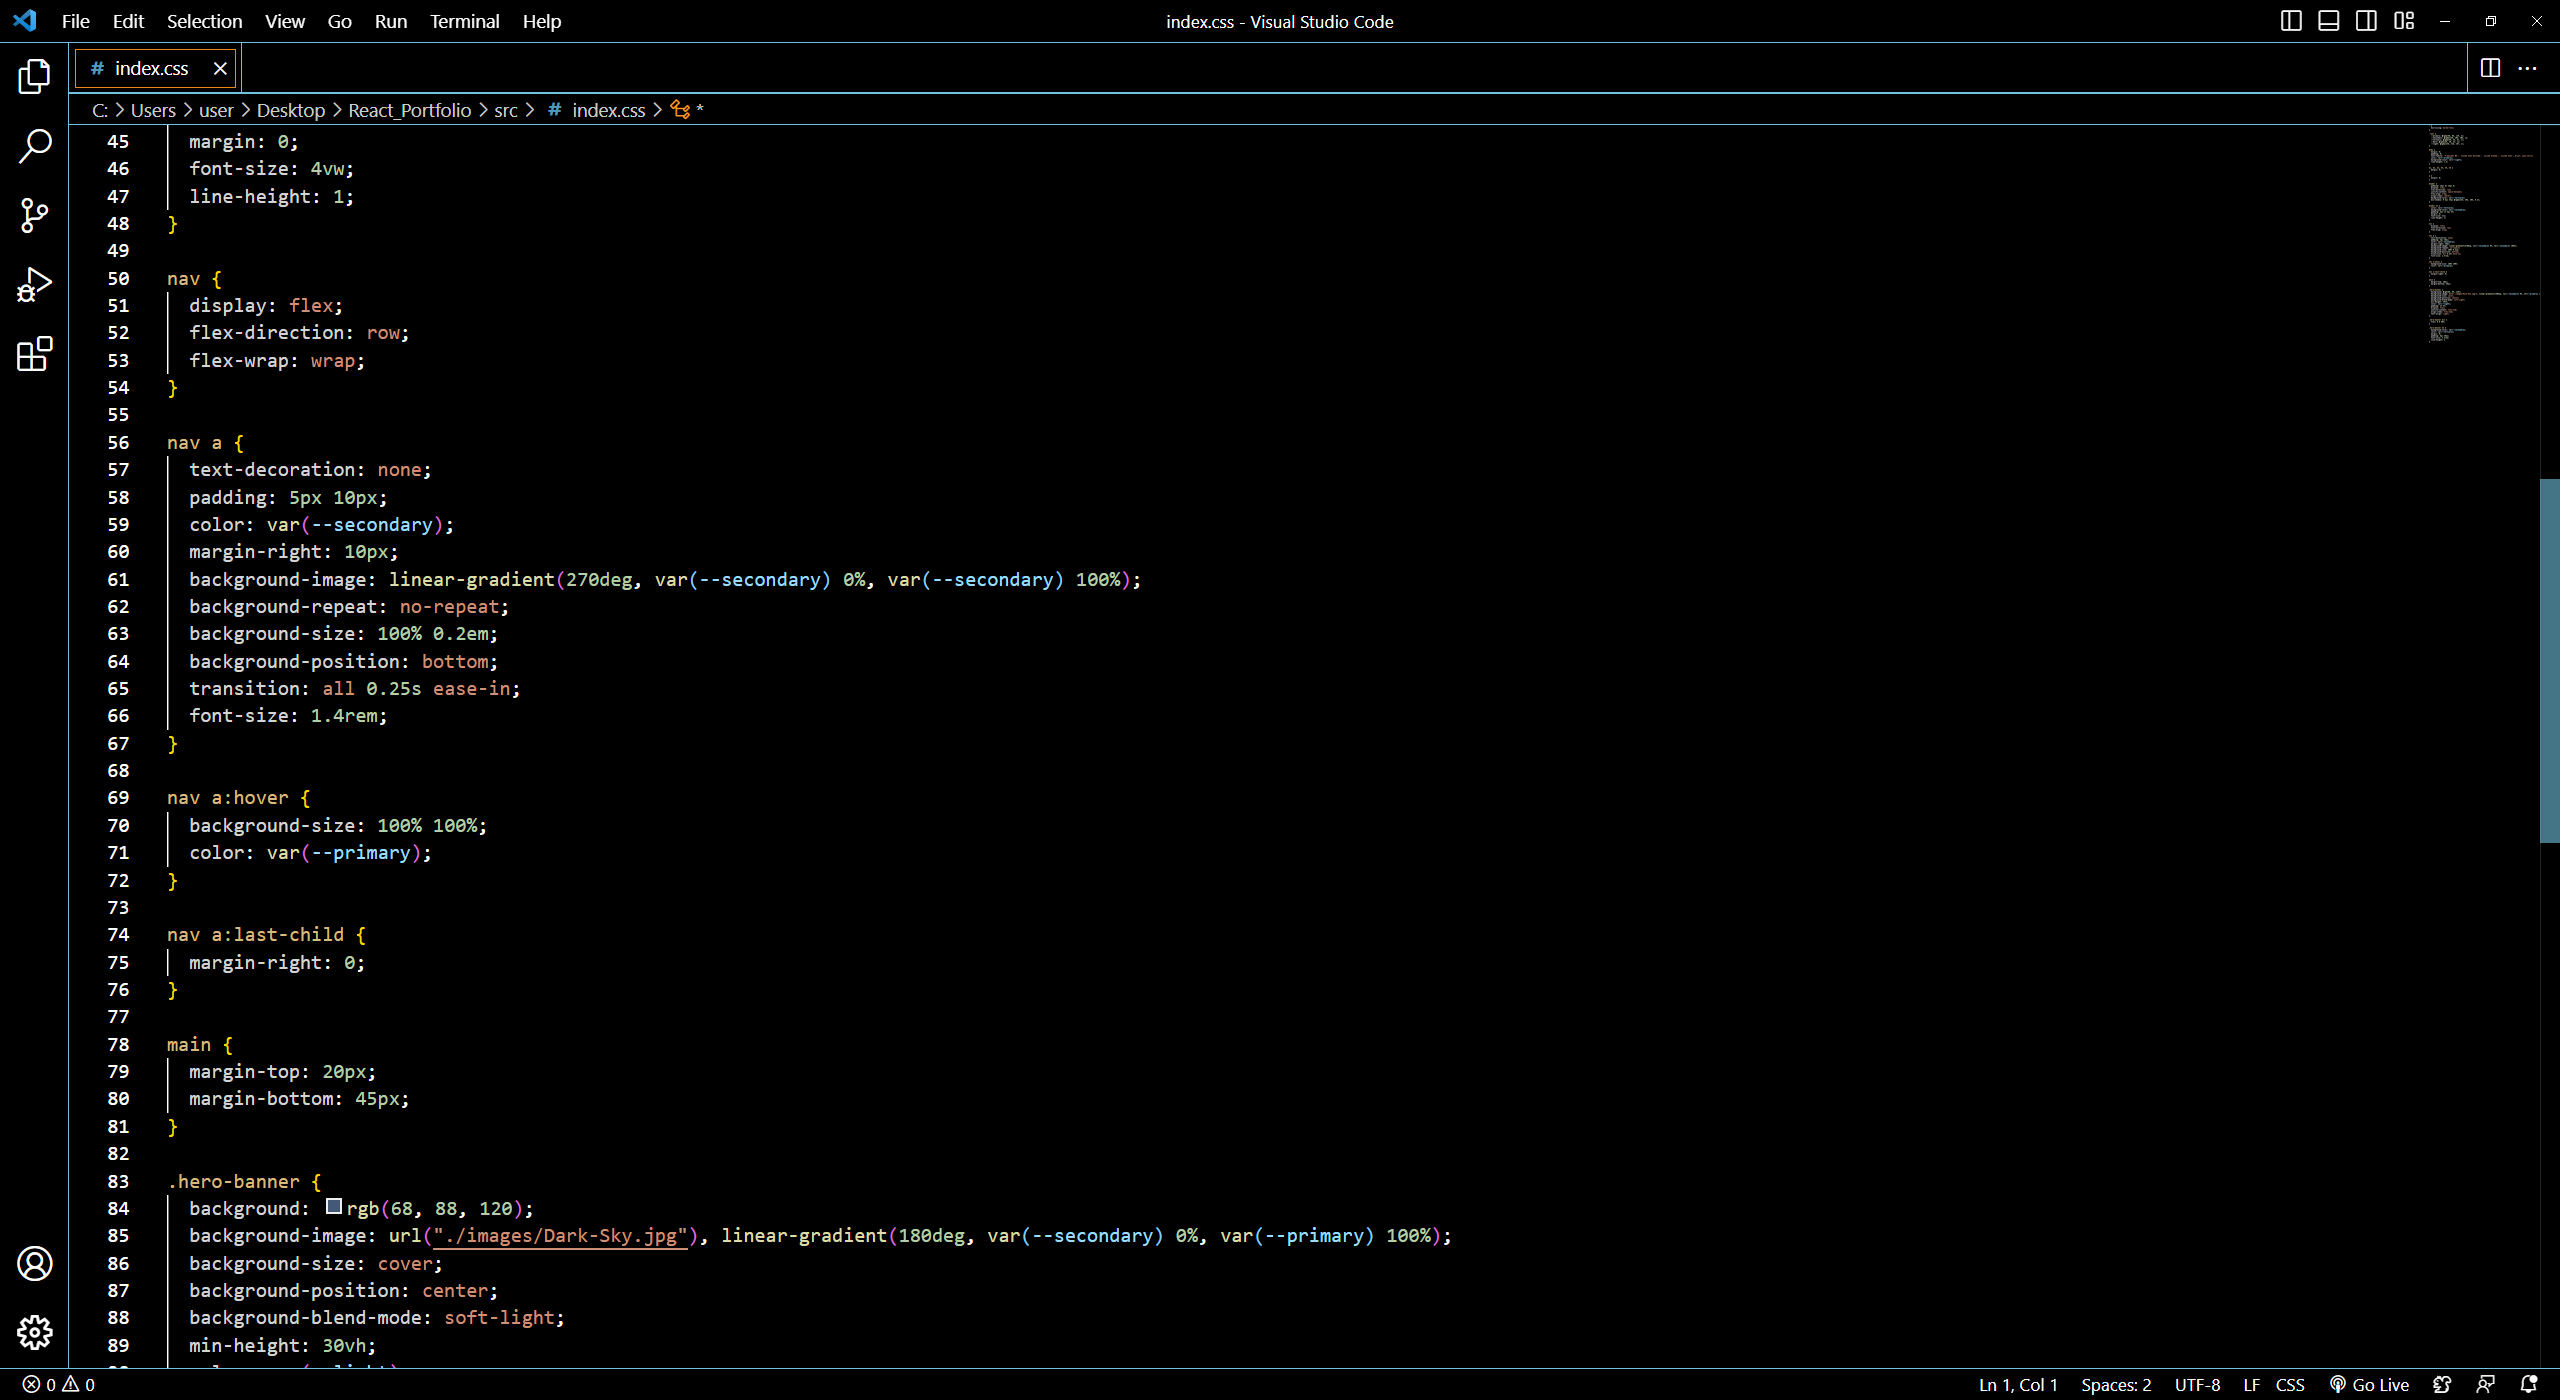 File Edit Selection View Go Run Terminal Help
index.css - Visual Studio Code
# index.css
C: > Users > user > Desktop > React_Portfolio > src > # index.css > *
45 margin: 0;
46 font-size: 4vw;
47 line-height: 1;
48 }
49
50 nav {
51 display: flex;
52 flex-direction: row;
53 flex-wrap: wrap;
54 }
55
56 nav a {
57 text-decoration: none;
58 padding: 5px 10px;
59 color: var(--secondary);
60 margin-right: 10px;
61 background-image: linear-gradient(270deg, var(--secondary) 0%, var(--secondary) 100%);
62 background-repeat: no-repeat;
63 background-size: 100% 0.2em;
64 background-position: bottom;
65 transition: all 0.25s ease-in;
66 font-size: 1.4rem;
67 }
68
69 nav a:hover {
70 background-size: 100% 100%;
71 color: var(--primary);
72 }
73
74 nav a:last-child {
75 margin-right: 0;
76 }
77
78 main {
79 margin-top: 20px;
80 margin-bottom: 45px;
81 }
82
83 .hero-banner {
84 background: rgb(68, 88, 120);
85 background-image: url("./images/Dark-Sky.jpg"), linear-gradient(180deg, var(--secondary) 0%, var(--primary) 100%);
86 background-size: cover;
87 background-position: center;
88 background-blend-mode: soft-light;
89 min-height: 30vh;
0 0
Ln 1, Col 1 Spaces: 2 UTF-8 LF CSS Go Live